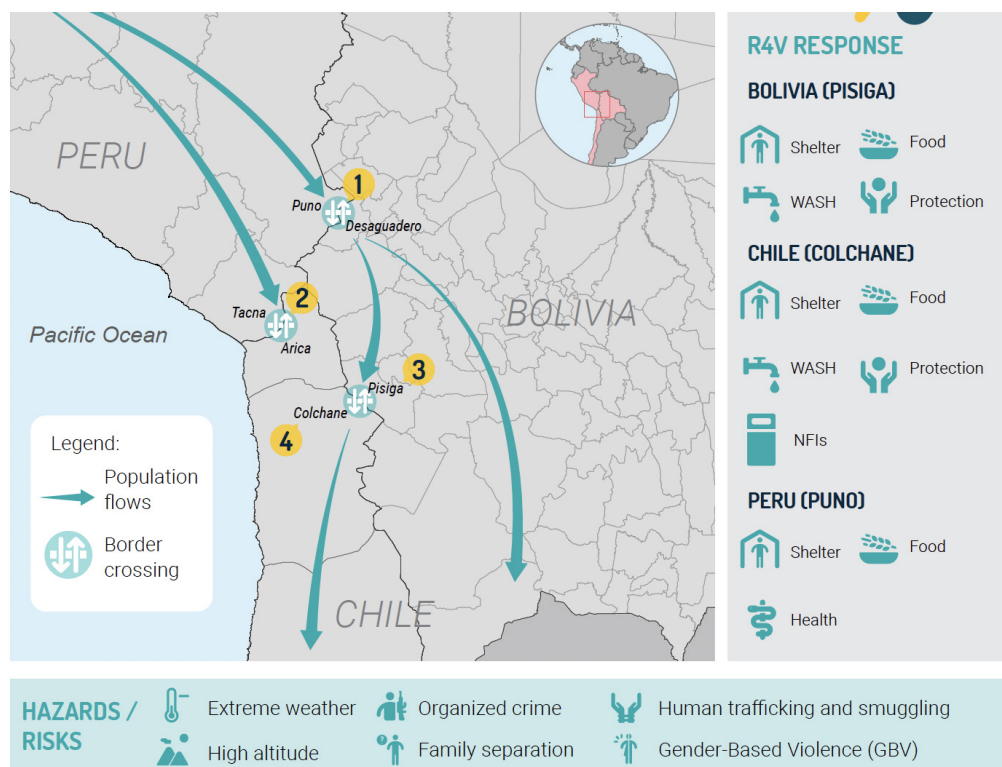 PERU
1
Puno
Desaguadero
2
Tacna
Arica
BOLIVIA
Pacific Ocean
3
Pisiga
Colchane
4
Legend:
Population
flows
Border
crossing
CHILE
R4V RESPONSE
BOLIVIA (PISIGA)
Shelter
Food
WASH
Protection
CHILE (COLCHANE)
Shelter
Food
WASH
Protection
NFIs
PERU (PUNO)
Shelter
Food
Health
HAZARDS /
RISKS
Extreme weather
Organized crime
Human trafficking and smuggling
High altitude
Family separation
Gender-Based Violence (GBV)